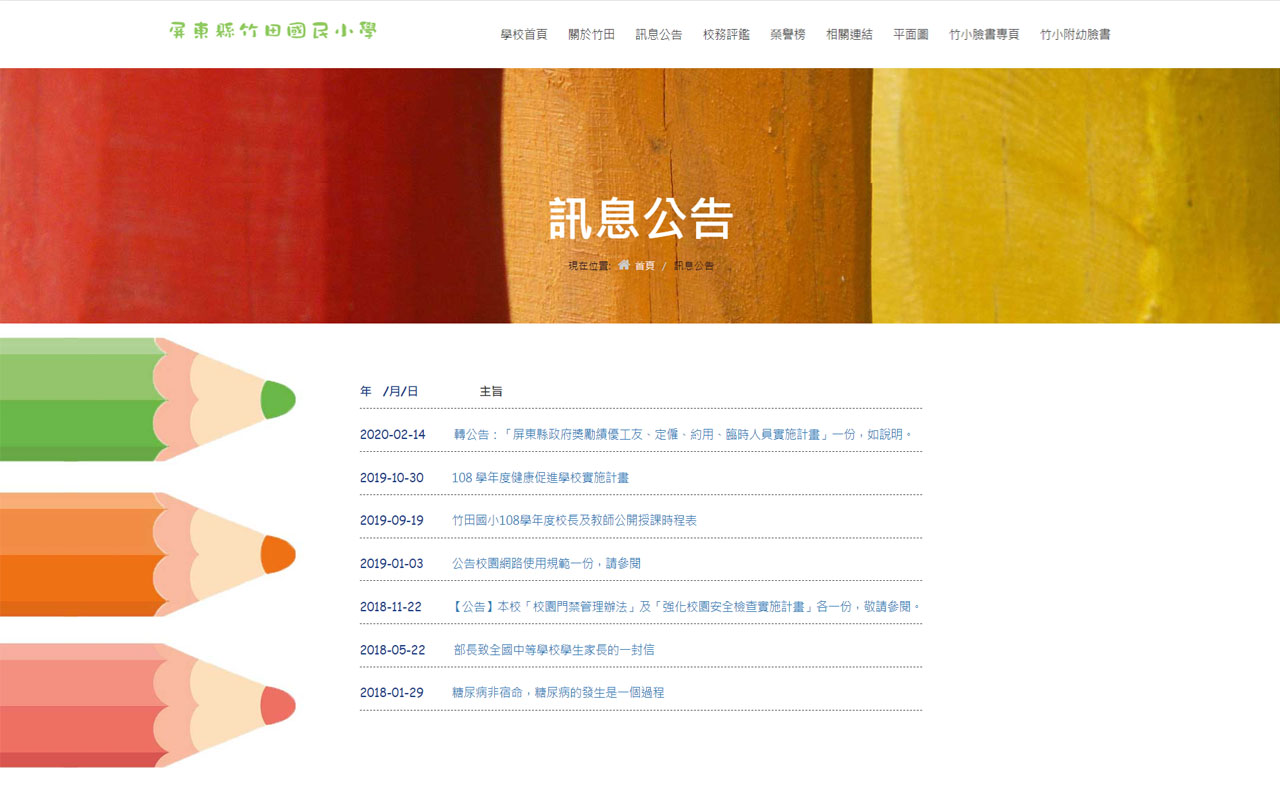 屏東縣竹田國民小學
學校首頁 關於竹田 訊息公告 校務評鑑 榮譽榜 相關連結 平面圖 竹小臉書專頁 竹小附幼臉書
訊息公告
現在位置: 首頁 / 訊息公告
年 /月/日 主旨
2020-02-14 轉公告：「屏東縣政府獎勵績優工友、定僱、約用、臨時人員實施計畫」一份，如說明。
2019-10-30 108 學年度健康促進學校實施計畫
2019-09-19 竹田國小108學年度校長及教師公開授課時程表
2019-01-03 公告校園網路使用規範一份，請參閱
2018-11-22 【公告】本校「校園門禁管理辦法」及「強化校園安全檢查實施計畫」各一份，敬請參閱。
2018-05-22 部長致全國中等學校學生家長的一封信
2018-01-29 糖尿病非宿命，糖尿病的發生是一個過程